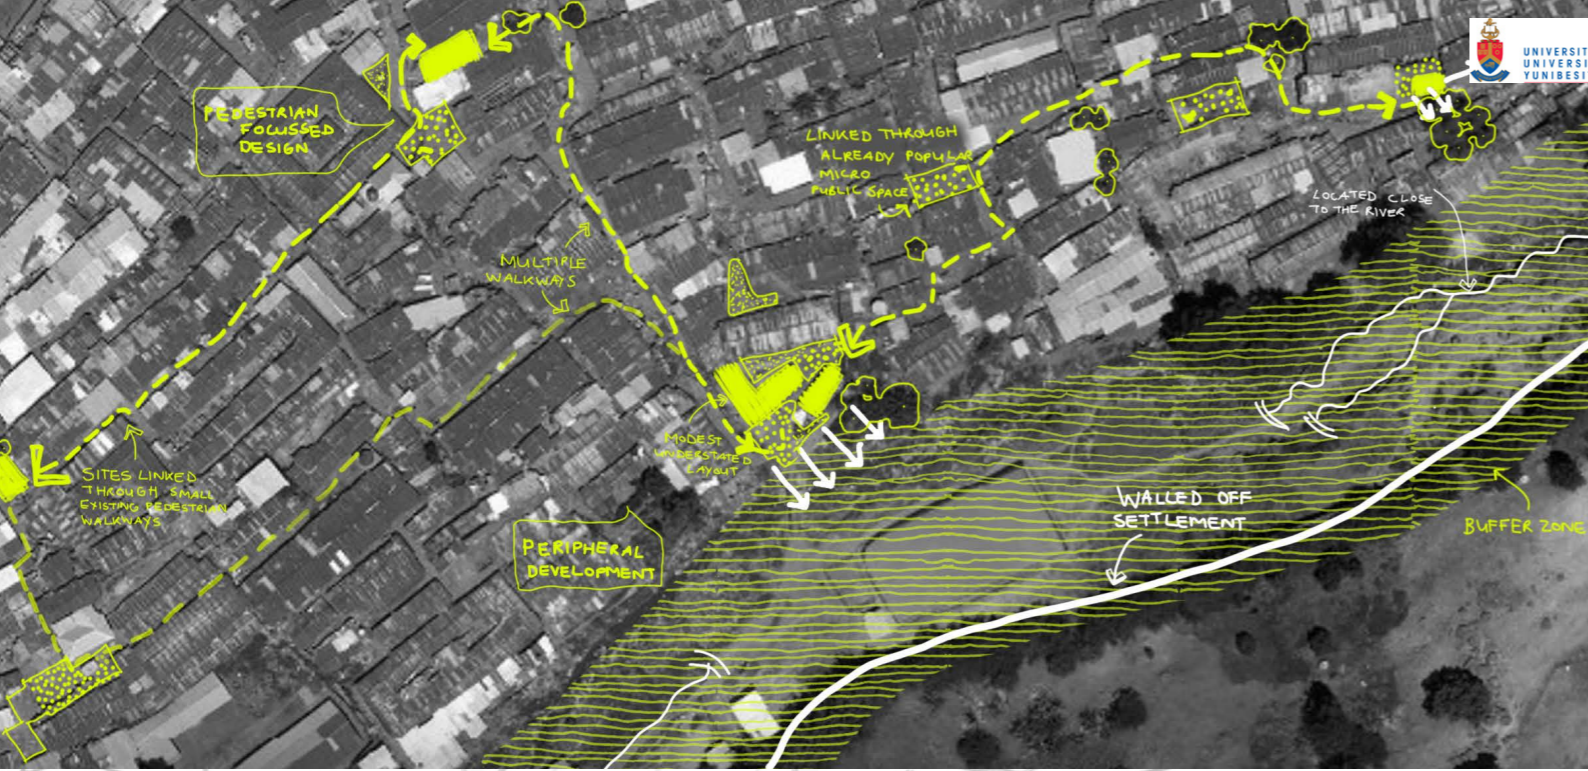 PEDESTRIAN
FOCUSSED
DESIGN
LINKED THROUGH
ALREADY POPULAR
MICRO
PUBLIC SPACE
UNIVERSIT
UNIVERSI
YUNIBESI
LOCATED CLOSE
TO THE RIVER
MULTIPLE
WALKWAYS
MODEST
UNDERSTATED
LAYOUT
SITES LINKED
THROUGH SMALL
EXISTING PEDESTRIAN
WALKWAYS
PERIPHERAL
DEVELOPMENT
WALLED OFF
SETTLEMENT
BUFFER ZONE